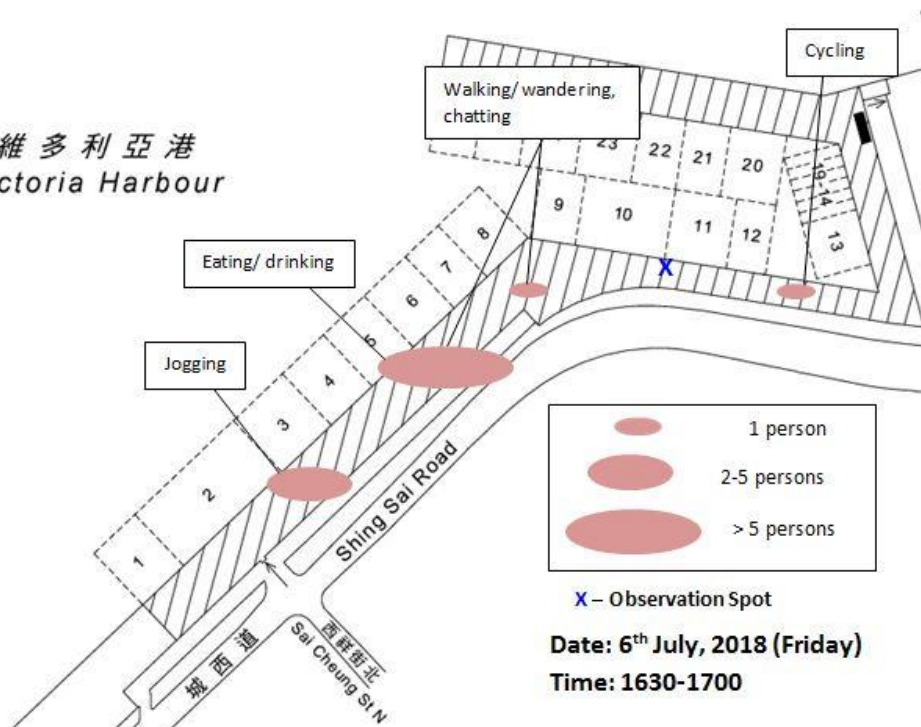 Cycling
Walking/ wandering,
chatting
維多利亞港
ctoria Harbour
23
22
21
20
19-14
13
9
10
11
12
8
7
6
5
4
3
2
1
X
Eating/ drinking
Jogging
Shing Sai Road
城西道
西祥街北
Sai Cheung St N
1 person
2-5 persons
> 5 persons
X – Observation Spot
Date: 6th July, 2018 (Friday)
Time: 1630-1700